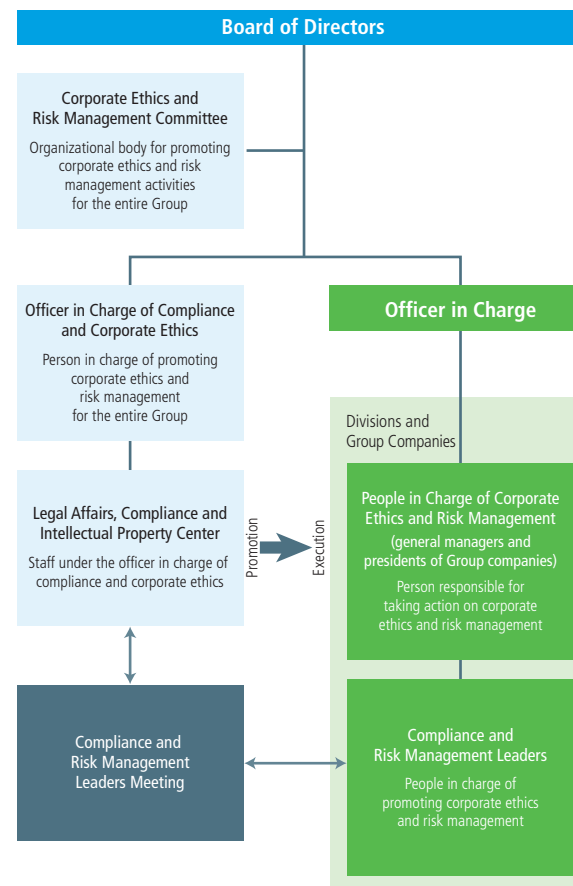 Board of Directors
Corporate Ethics and
Risk Management Committee
Organizational body for promoting
corporate ethics and risk
management activities
for the entire Group
Officer in Charge of Compliance
and Corporate Ethics
Person in charge of promoting
corporate ethics and
risk management
for the entire Group
Officer in Charge
Divisions and
Group Companies
Legal Affairs, Compliance and
Intellectual Property Center
Staff under the officer in charge of
compliance and corporate ethics
Promotion
Execution
People in Charge of Corporate
Ethics and Risk Management
(general managers and
presidents of Group companies)
Person responsible for
taking action on corporate
ethics and risk management
Compliance and
Risk Management
Leaders Meeting
Compliance and
Risk Management Leaders
People in charge of
promoting corporate ethics
and risk management